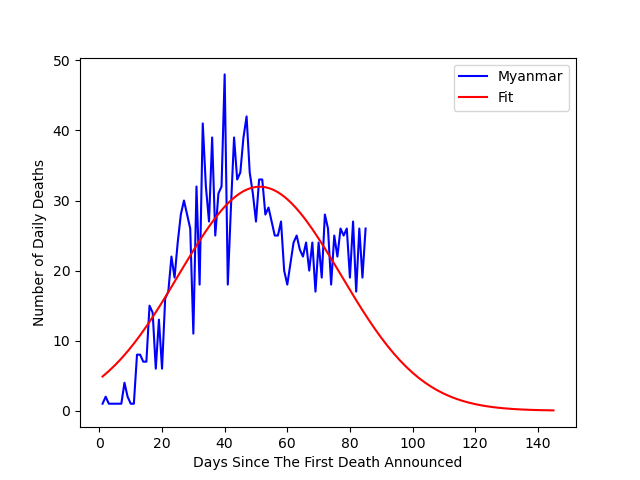 Myanmar
Fit
Number of Daily Deaths
50
40
30
20
10
0
0 20 40 60 80 100 120 140
Days Since The First Death Announced